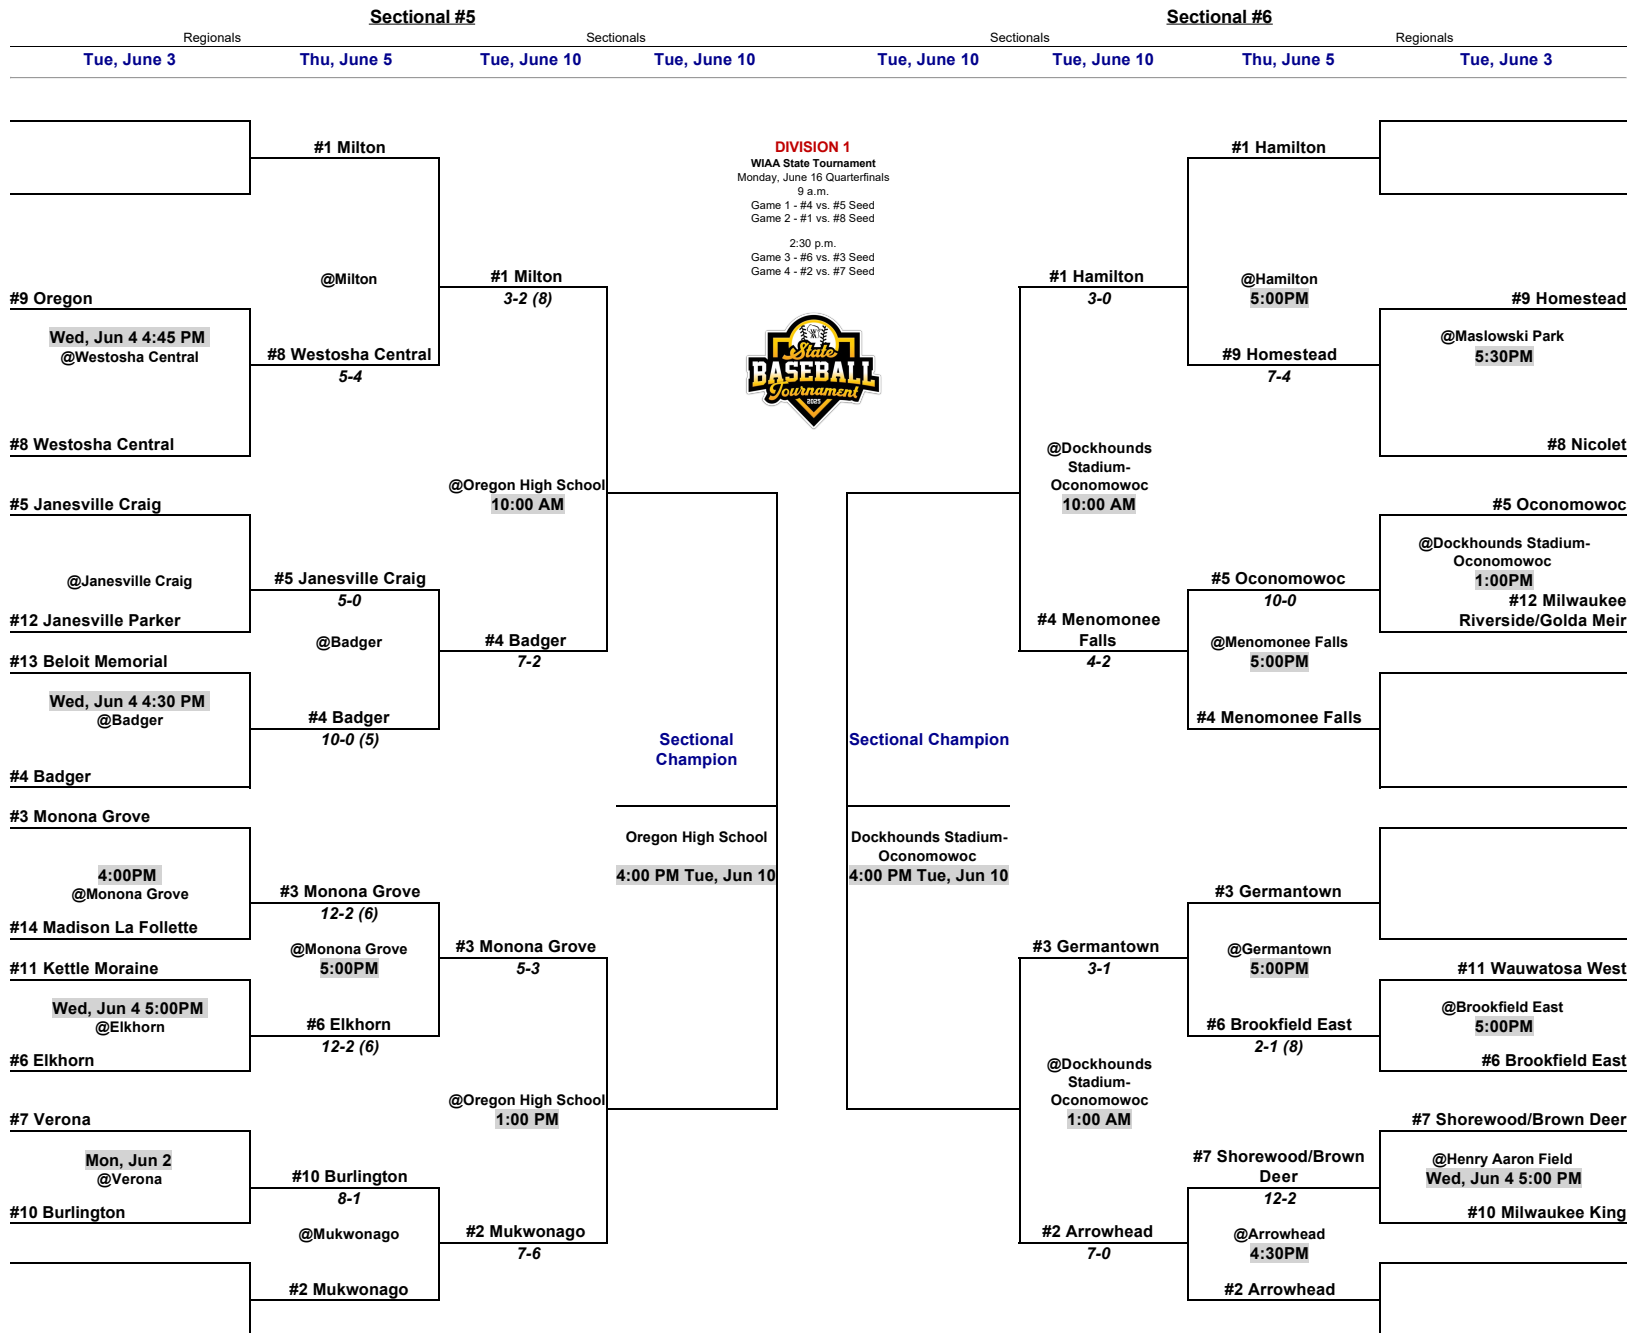 Sectional #5
Sectional #6
Regionals
Sectionals
Sectionals
Regionals
Tue, June 3
Thu, June 5
Tue, June 10
Tue, June 10
Tue, June 10
Tue, June 10
Thu, June 5
Tue, June 3
#9 Oregon
Wed, Jun 4 4:45 PM
@Westosha Central
#8 Westosha Central
#5 Janesville Craig
@Janesville Craig
#12 Janesville Parker
#13 Beloit Memorial
Wed, Jun 4 4:30 PM
@Badger
#4 Badger
#3 Monona Grove
4:00PM
@Monona Grove
#14 Madison La Follette
#11 Kettle Moraine
Wed, Jun 4 5:00PM
@Elkhorn
#6 Elkhorn
#7 Verona
Mon, Jun 2
@Verona
#10 Burlington
#1 Milton
@Milton
#8 Westosha Central
5-4
#5 Janesville Craig
5-0
@Badger
#4 Badger
10-0 (5)
#3 Monona Grove
12-2 (6)
@Monona Grove
5:00PM
#6 Elkhorn
12-2 (6)
#10 Burlington
8-1
@Mukwonago
#2 Mukwonago
#1 Milton
3-2 (8)
@Oregon High School
10:00 AM
#4 Badger
7-2
#3 Monona Grove
5-3
@Oregon High School
1:00 PM
#2 Mukwonago
7-6
Sectional
Champion
Oregon High School
4:00 PM Tue, Jun 10
DIVISION 1
WIAA State Tournament
Monday, June 16 Quarterfinals
9 a.m.
Game 1 - #4 vs. #5 Seed
Game 2 - #1 vs. #8 Seed
2:30 p.m.
Game 3 - #6 vs. #3 Seed
Game 4 - #2 vs. #7 Seed
State
BASEBALL
Tournament
2025
Sectional Champion
Dockhounds Stadium-
Oconomowoc
4:00 PM Tue, Jun 10
#1 Hamilton
3-0
@Dockhounds
Stadium-
Oconomowoc
10:00 AM
#4 Menomonee
Falls
4-2
#3 Germantown
3-1
@Dockhounds
Stadium-
Oconomowoc
1:00 AM
#2 Arrowhead
7-0
#1 Hamilton
@Hamilton
5:00PM
#9 Homestead
7-4
#5 Oconomowoc
10-0
@Menomonee Falls
5:00PM
#4 Menomonee Falls
#3 Germantown
@Germantown
5:00PM
#6 Brookfield East
2-1 (8)
#7 Shorewood/Brown
Deer
12-2
@Arrowhead
4:30PM
#2 Arrowhead
#9 Homestead
@Maslowski Park
5:30PM
#8 Nicolet
#5 Oconomowoc
@Dockhounds Stadium-
Oconomowoc
1:00PM
#12 Milwaukee
Riverside/Golda Meir
#11 Wauwatosa West
@Brookfield East
5:00PM
#6 Brookfield East
#7 Shorewood/Brown Deer
@Henry Aaron Field
Wed, Jun 4 5:00 PM
#10 Milwaukee King